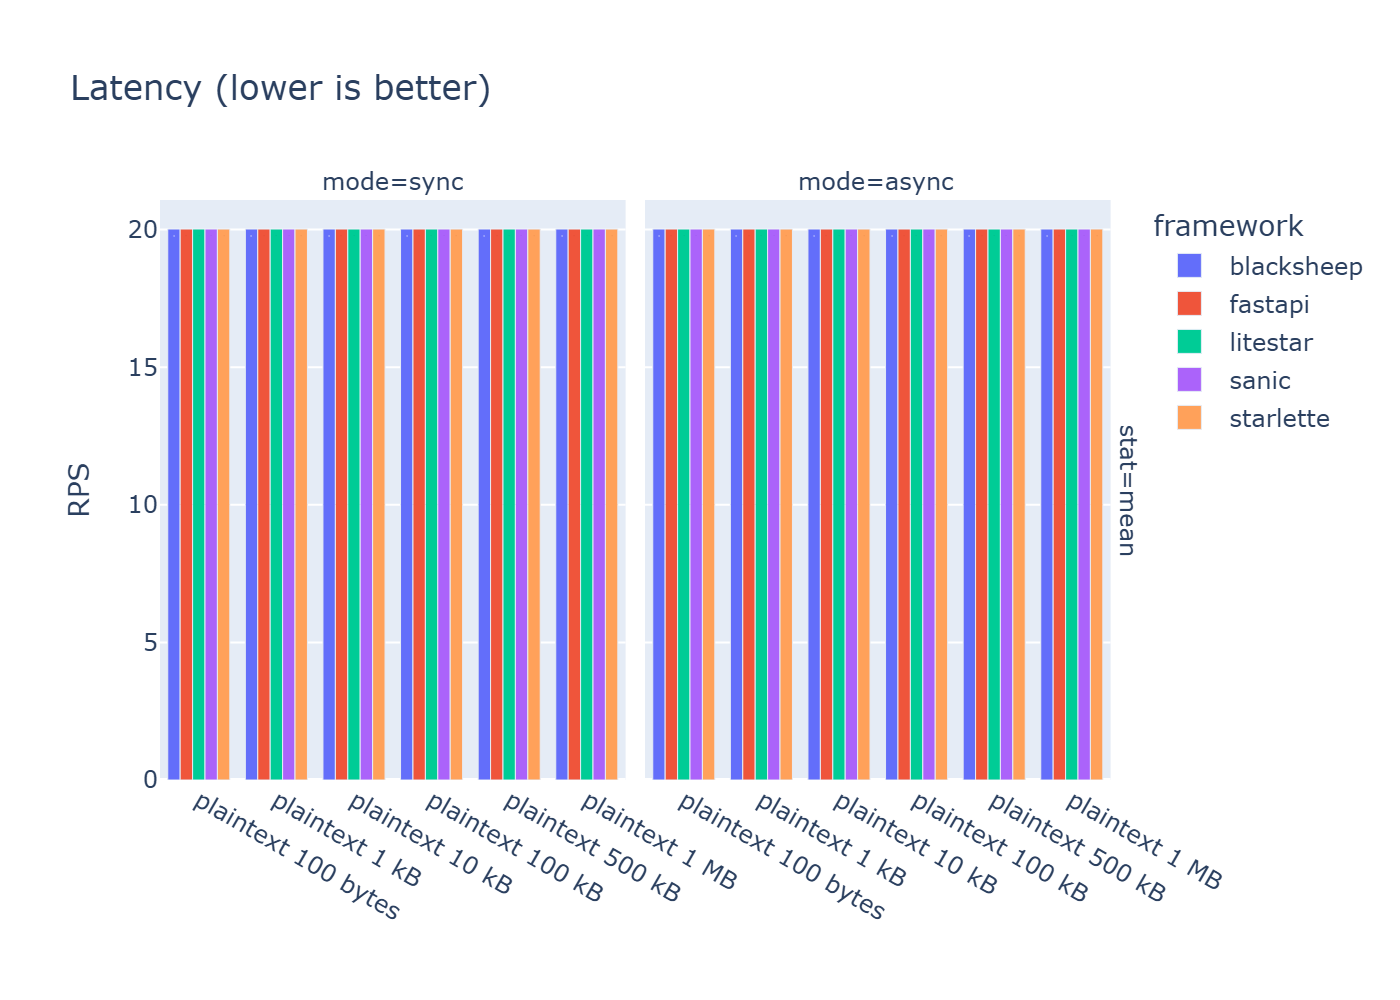 Latency (lower is better)
mode=sync
mode=async
framework
blacksheep
fastapi
litestar
sanic
starlette
stat=mean
RPS
20
15
10
5
0
plaintext 100 bytes
plaintext 1 kB
plaintext 10 kB
plaintext 100 kB
plaintext 500 kB
plaintext 1 MB
plaintext 100 bytes
plaintext 1 kB
plaintext 10 kB
plaintext 100 kB
plaintext 500 kB
plaintext 1 MB